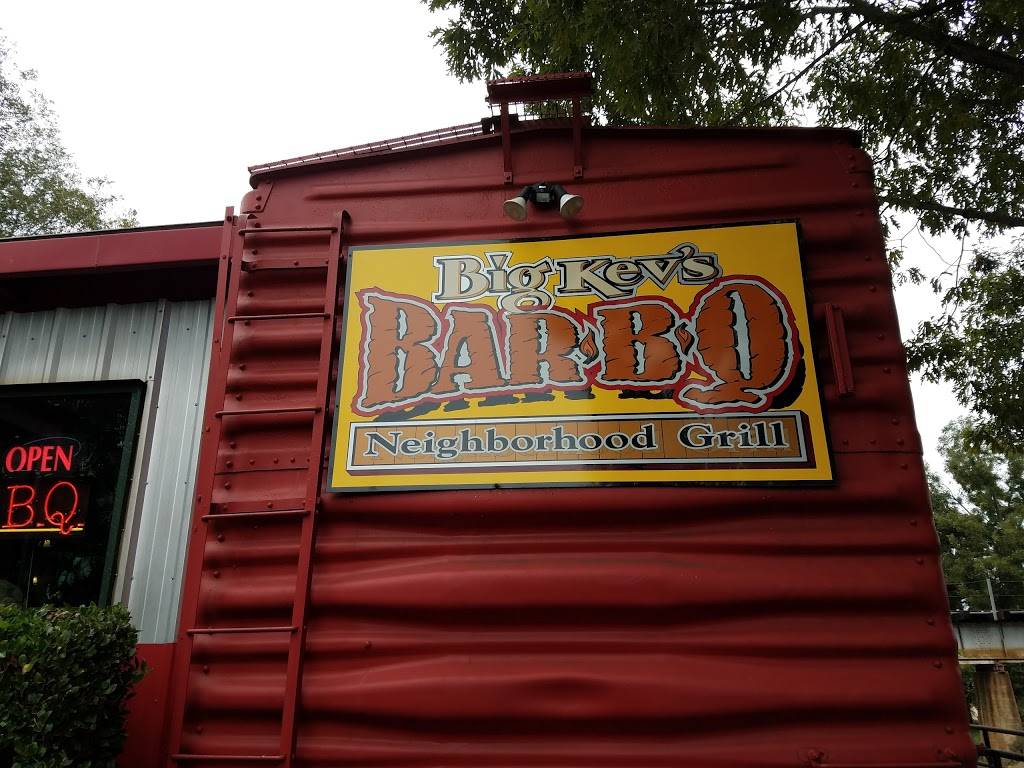 Big Kev's
BAR·B·Q
Neighborhood Grill
OPEN
B.Q.